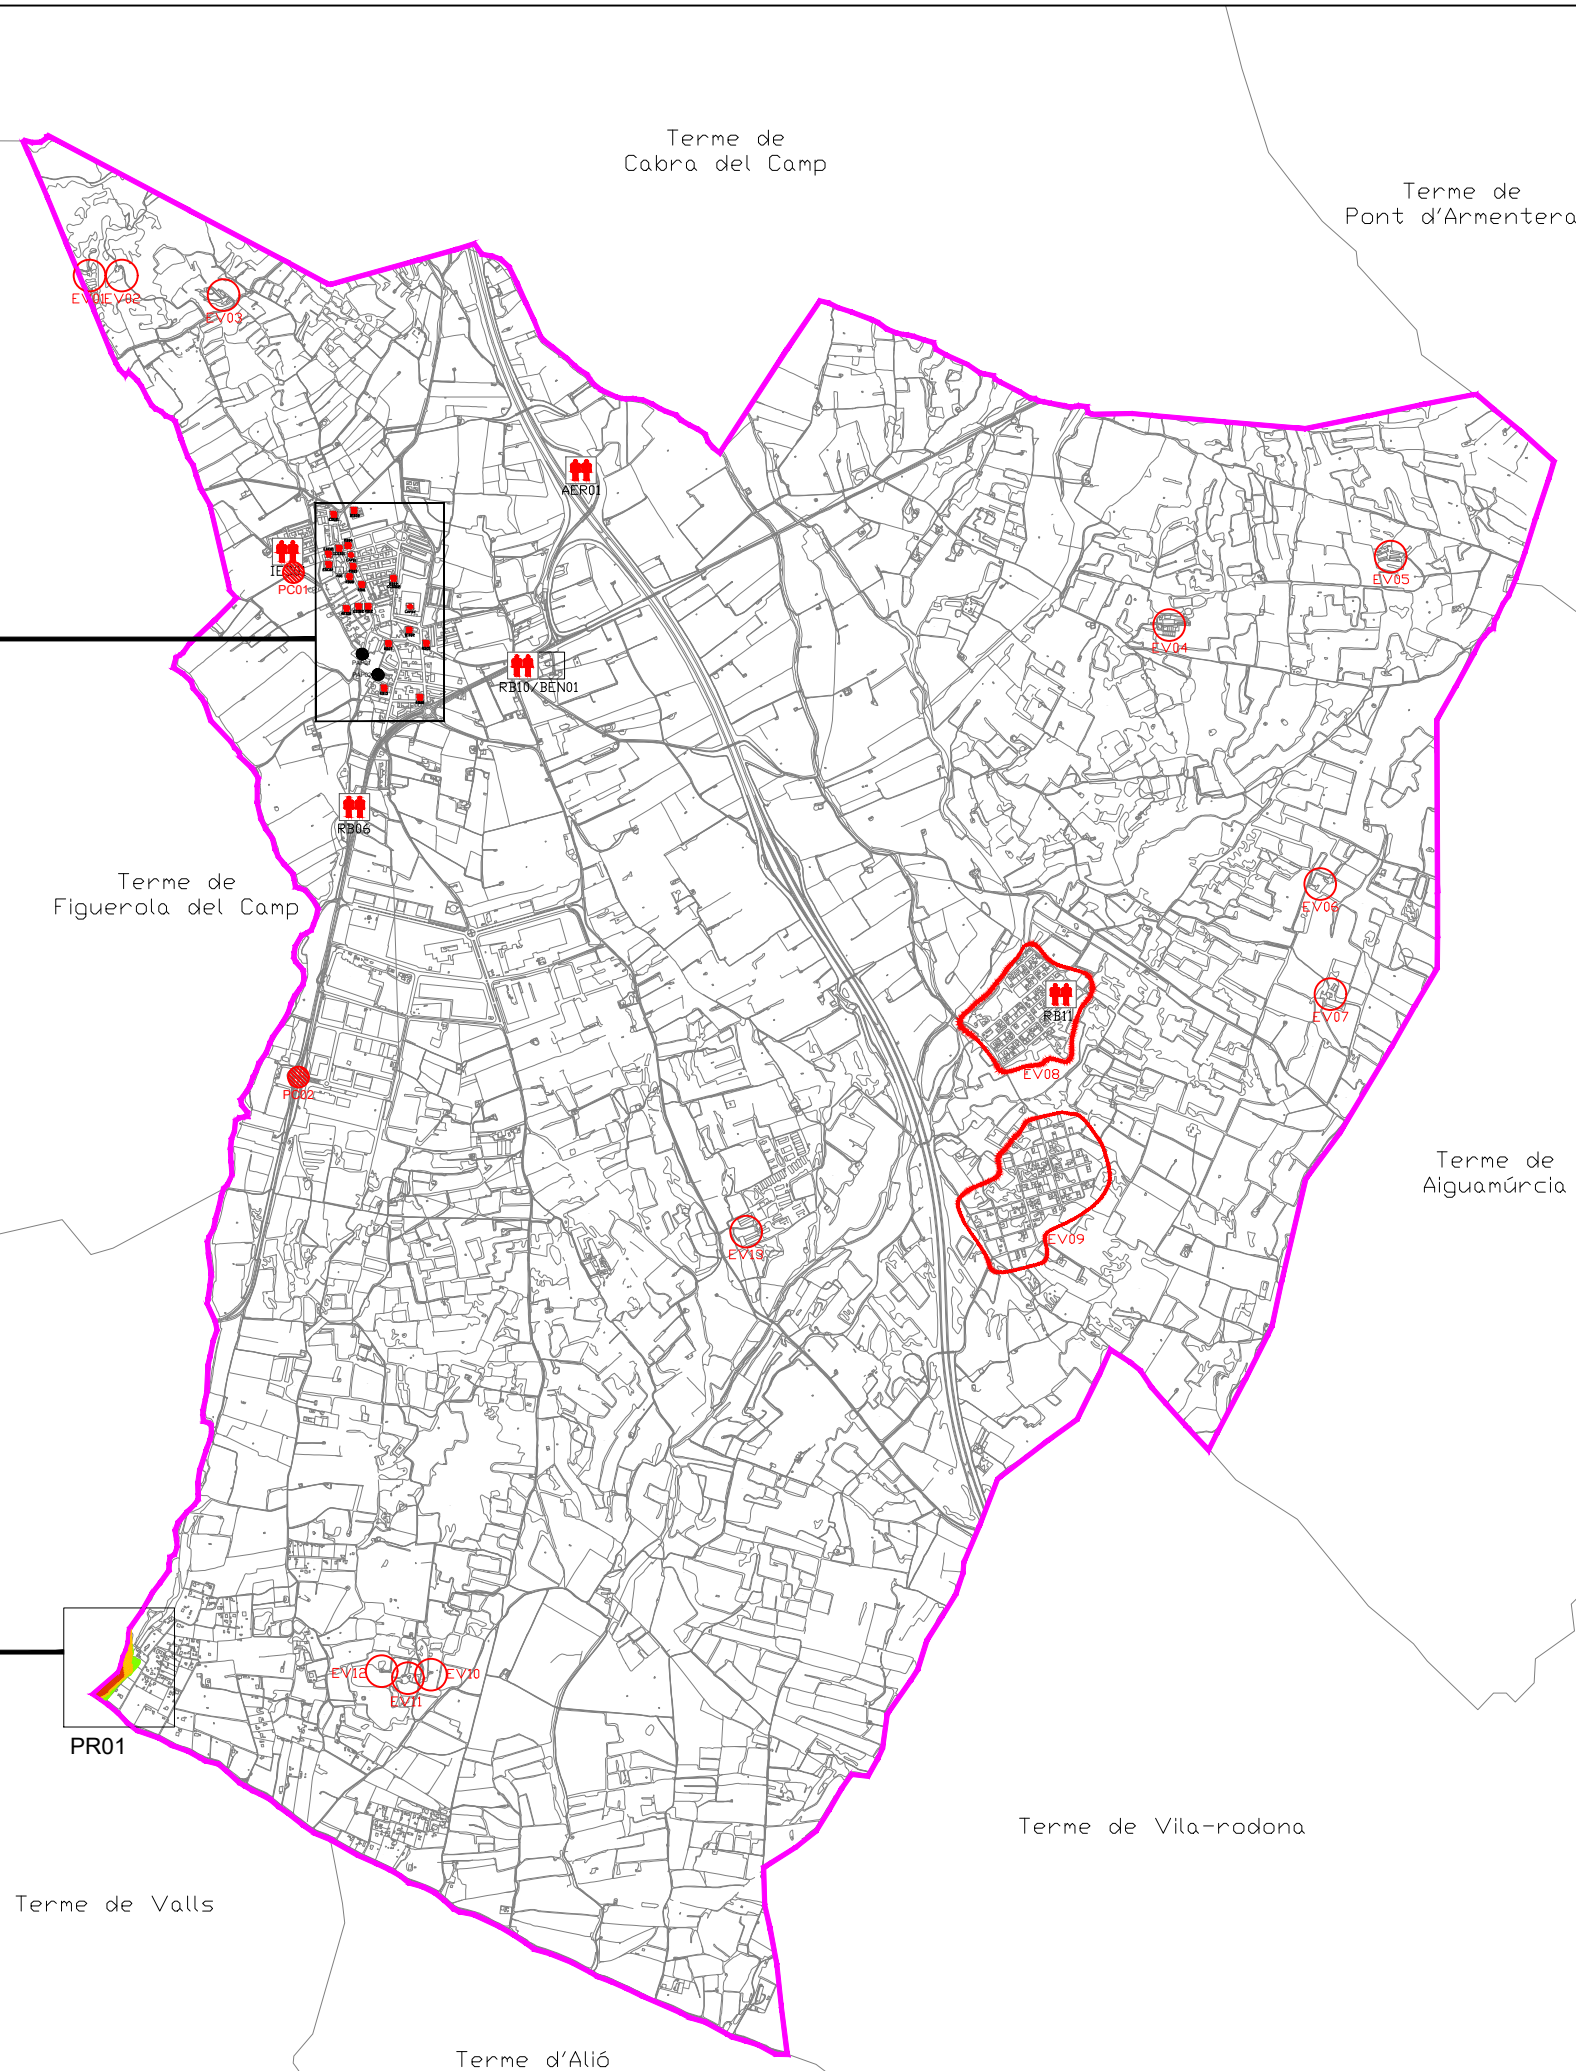 Terme de
Cabra del Camp
Terme de
Pont d'Armentera
EV01
EV02
EV03
AER01
PC01
EV05
EV04
RB10/BEN01
RB06
Terme de
Figuerola del Camp
EV06
RB11
EV07
EV08
PC02
Terme de
Aiguamúrcia
EV09
EV13
EV12
EV10
EV11
PR01
Terme de Vila-rodona
Terme de Valls
Terme d'Alió